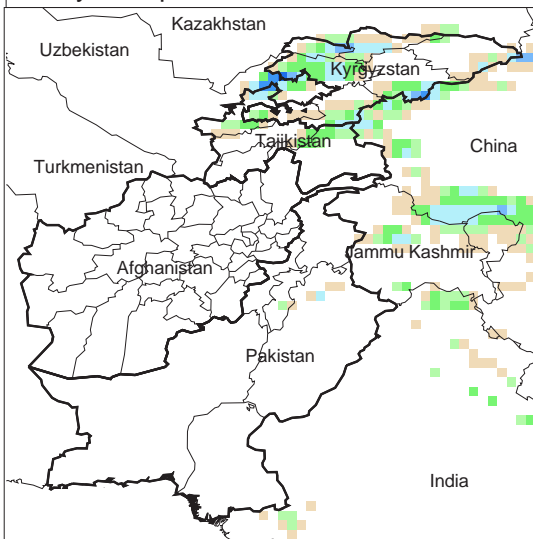 Kazakhstan
Uzbekistan
Kyrgyzstan
Tajikistan
China
Turkmenistan
Jammu Kashmir
Afghanistan
Pakistan
India